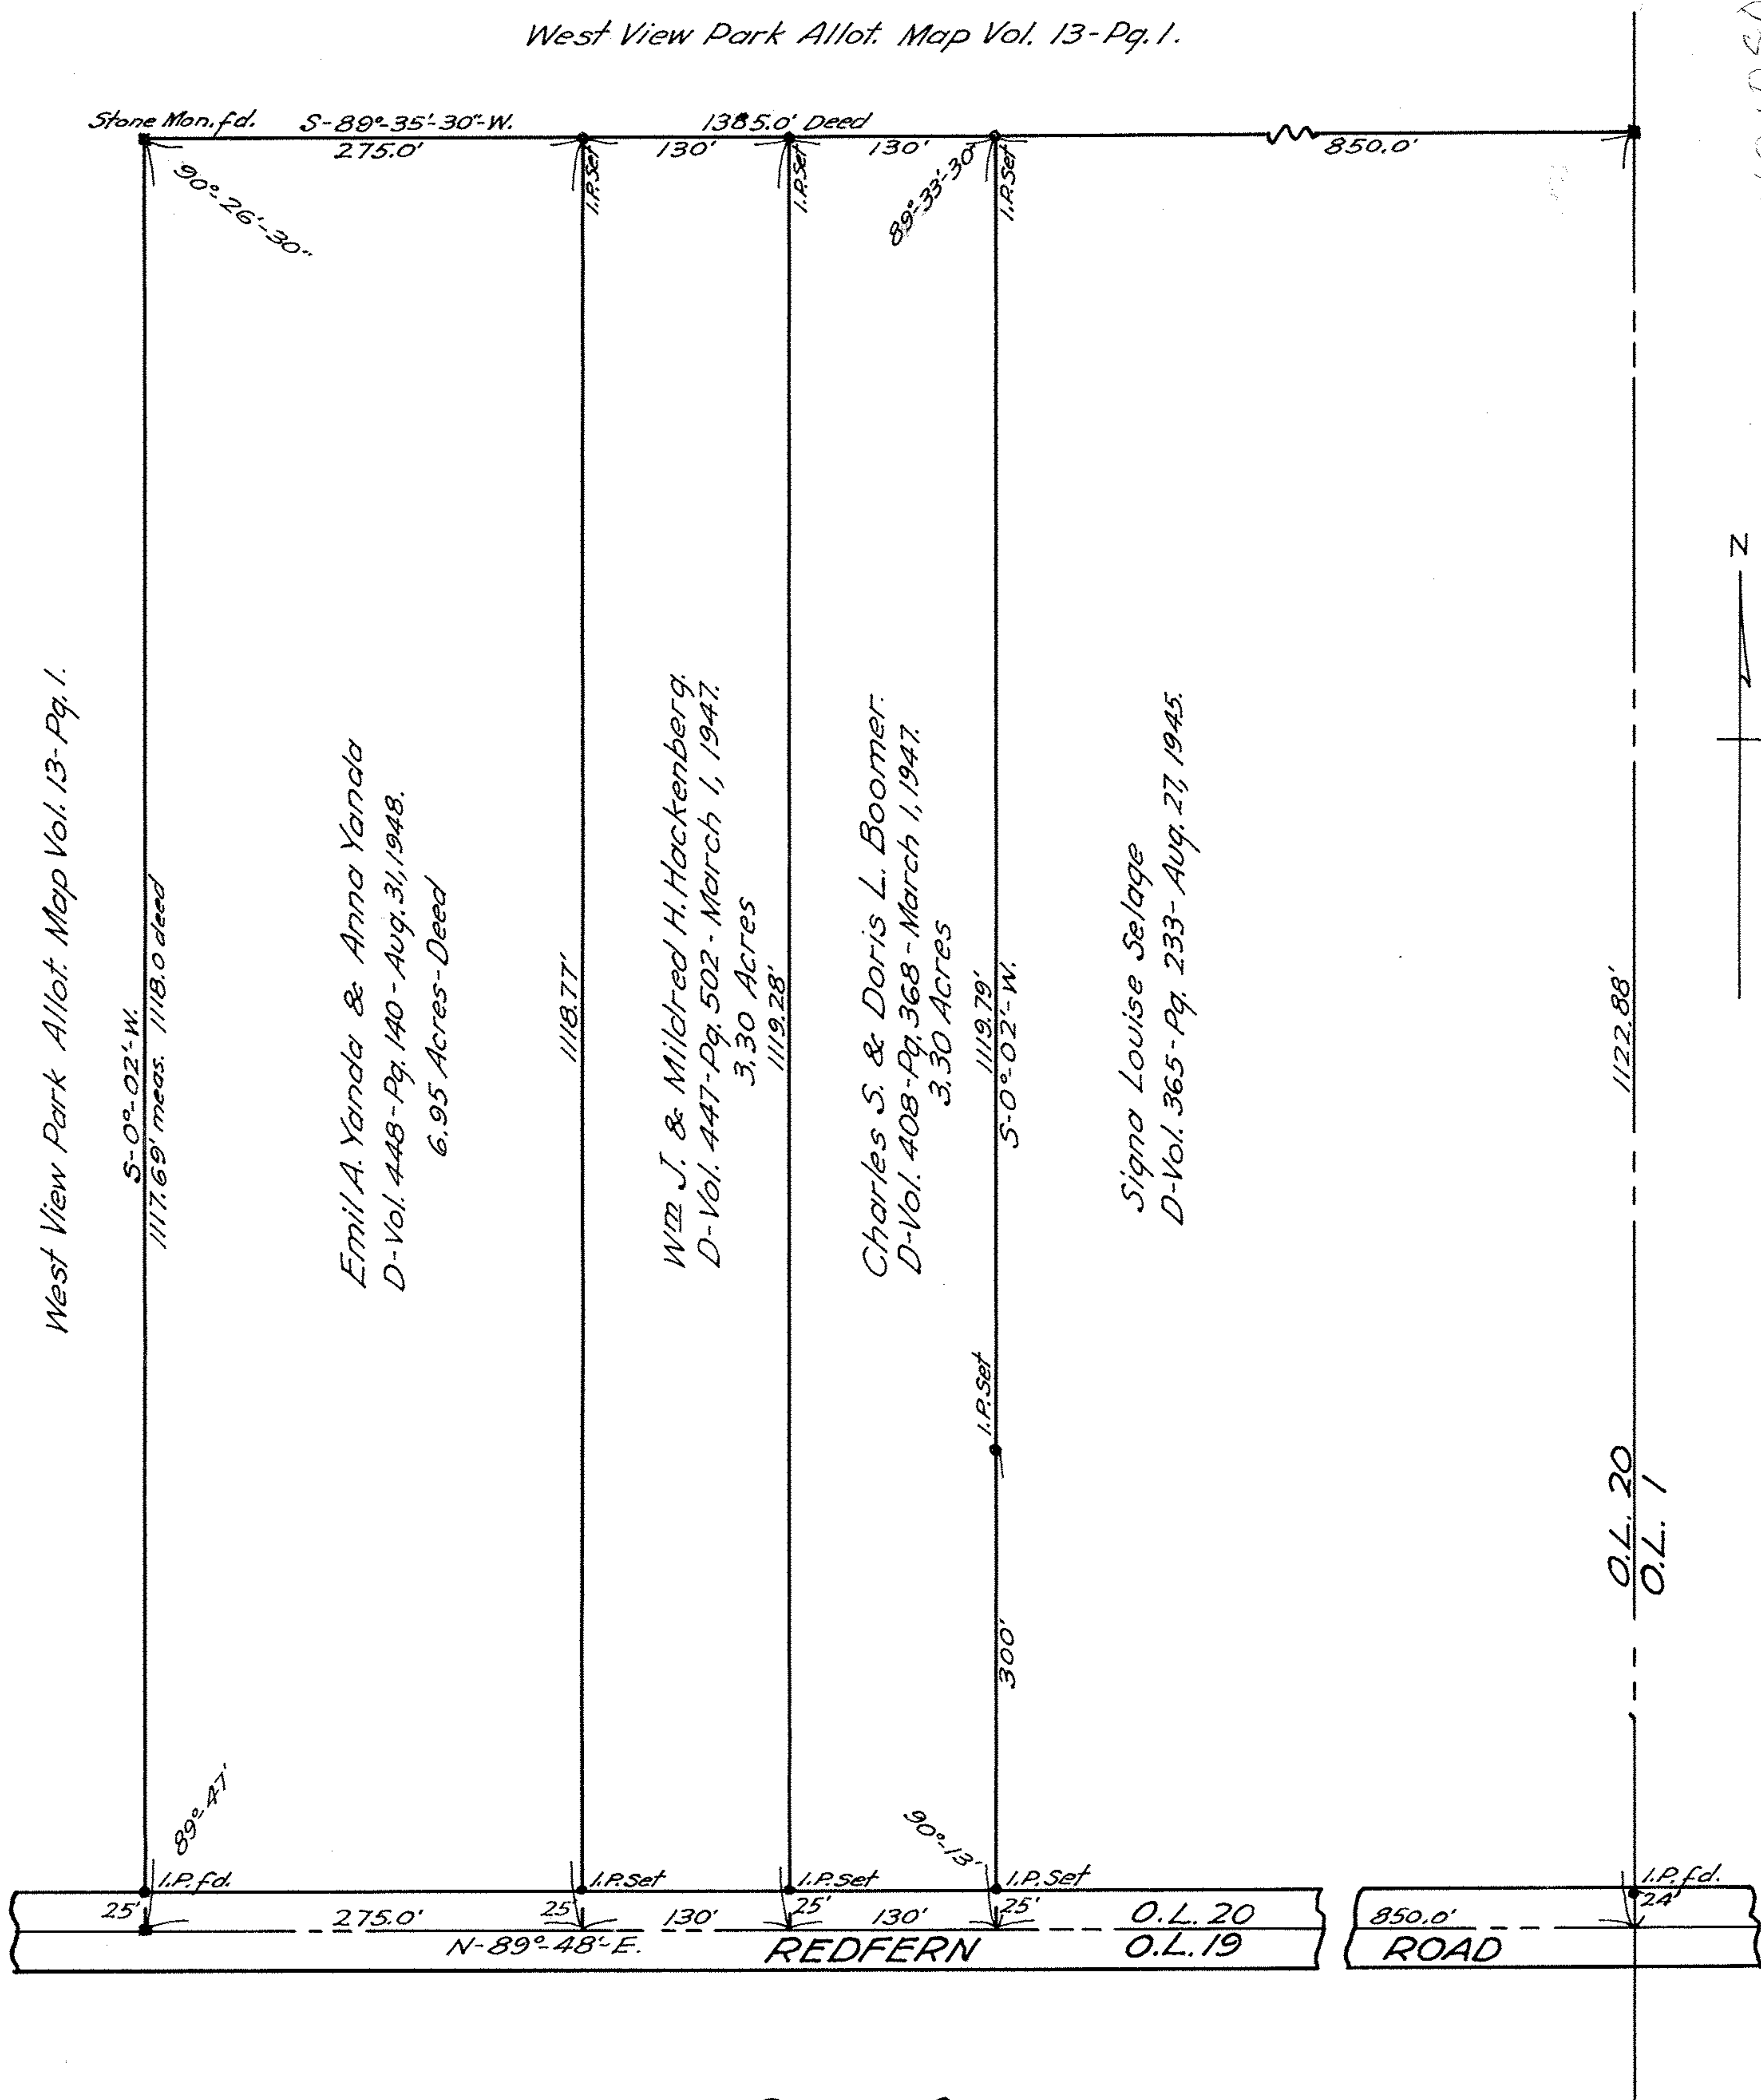 West View Park Allot. Map Vol. 13-Pg. 1.
Stone Mon. fd.
S-89°-35'-30"-W.
1385.0' Deed
275.0'
130'
130'
850.0'
I.P. Set
I.P. Set
I.P. Set
90°-26'-30"
89°-33'-30"
N
West View Park Allot. Map Vol. 13-Pg. 1.
S-0°-02'-W.
1117.69' meas. 1118.0 deed
Emil A. Yanda & Anna Yanda
D-Vol. 448-Pg. 140-Aug. 31, 1948.
6.95 Acres-Deed
1118.77'
Wm J. & Mildred H. Hackenberg.
D-Vol. 447-Pg. 502-March 1, 1947.
3.30 Acres
1119.28'
Charles S. & Doris L. Boomer.
D-Vol. 408-Pg. 368-March 1, 1947.
3.30 Acres
1119.79'
S-0°-02'-W.
I.P. Set
300'
Signa Louise Selage
D-Vol. 365-Pg. 233-Aug. 27, 1945.
1122.88'
O.L. 20
O.L. 1
89°-47'
90°-13'
I.P. fd.
I.P. Set
I.P. Set
I.P. Set
I.P. fd.
25'
275.0'
25'
130'
25'
130'
25'
O.L. 20
850.0'
24'
N-89°-48'-E.
REDFERN
O.L. 19
ROAD